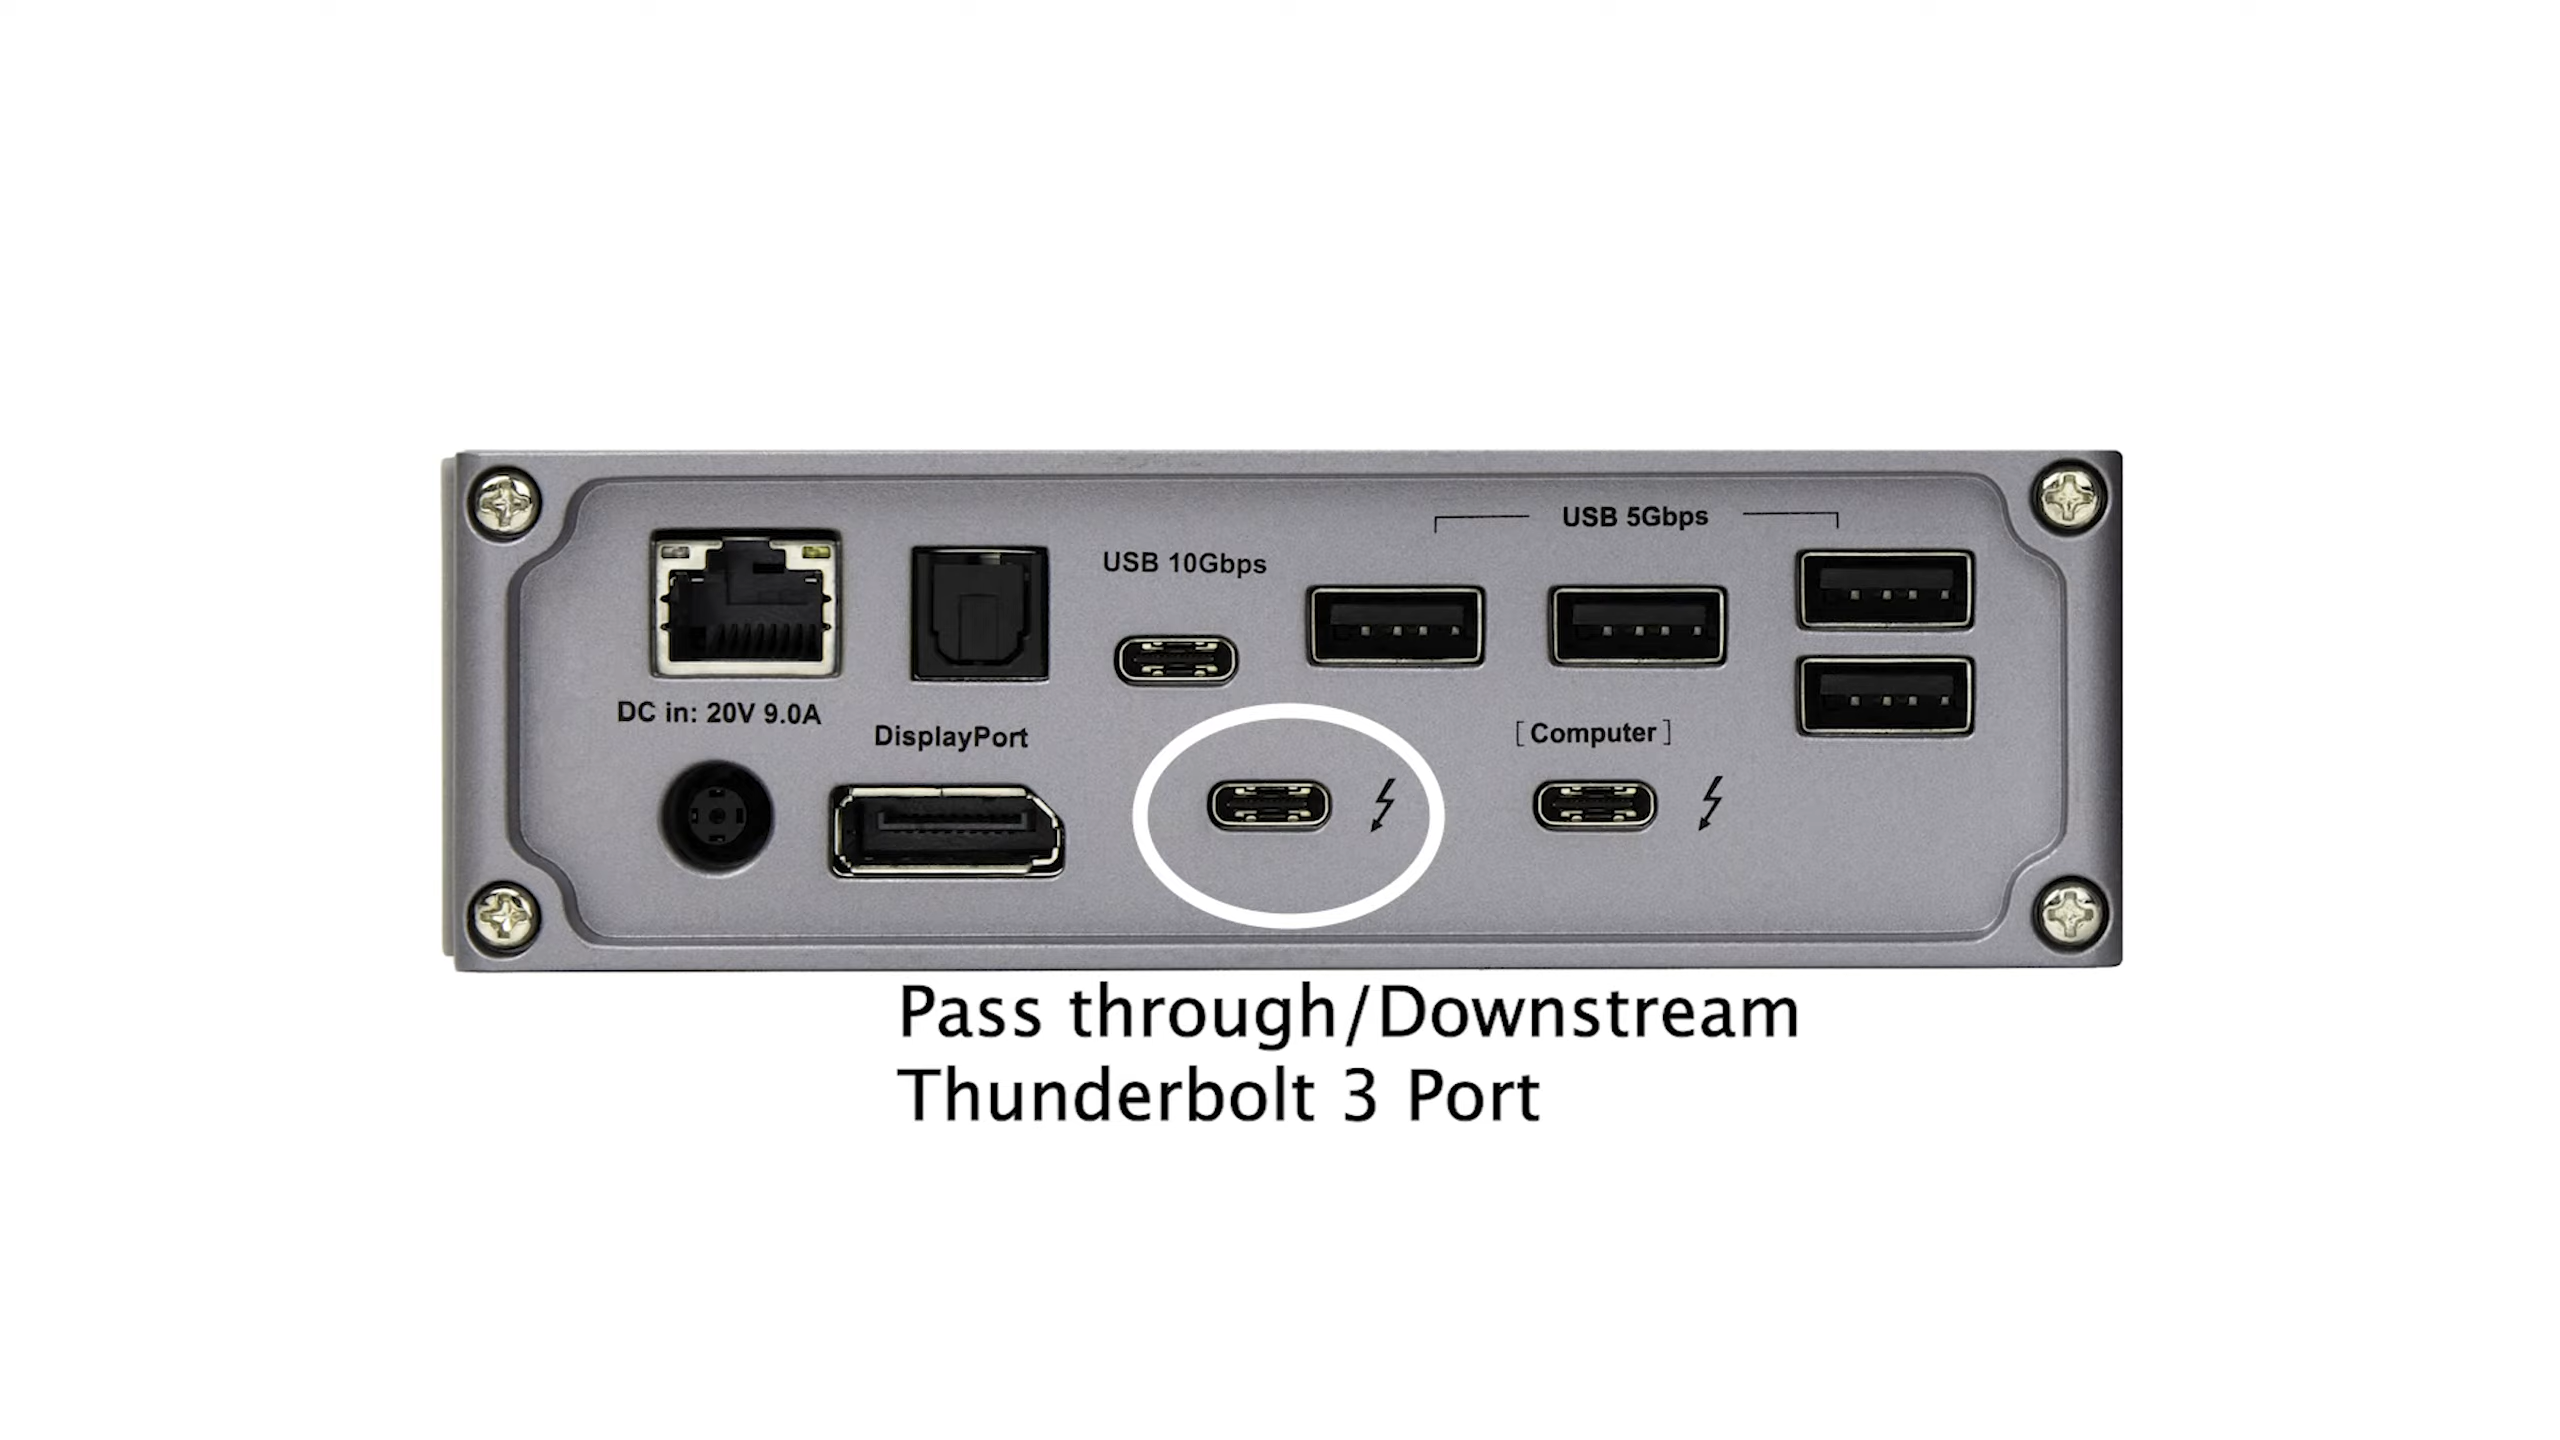 USB 5Gbps
USB 10Gbps
DC in: 20V 9.0A
DisplayPort
[Computer]
Pass through/Downstream
Thunderbolt 3 Port